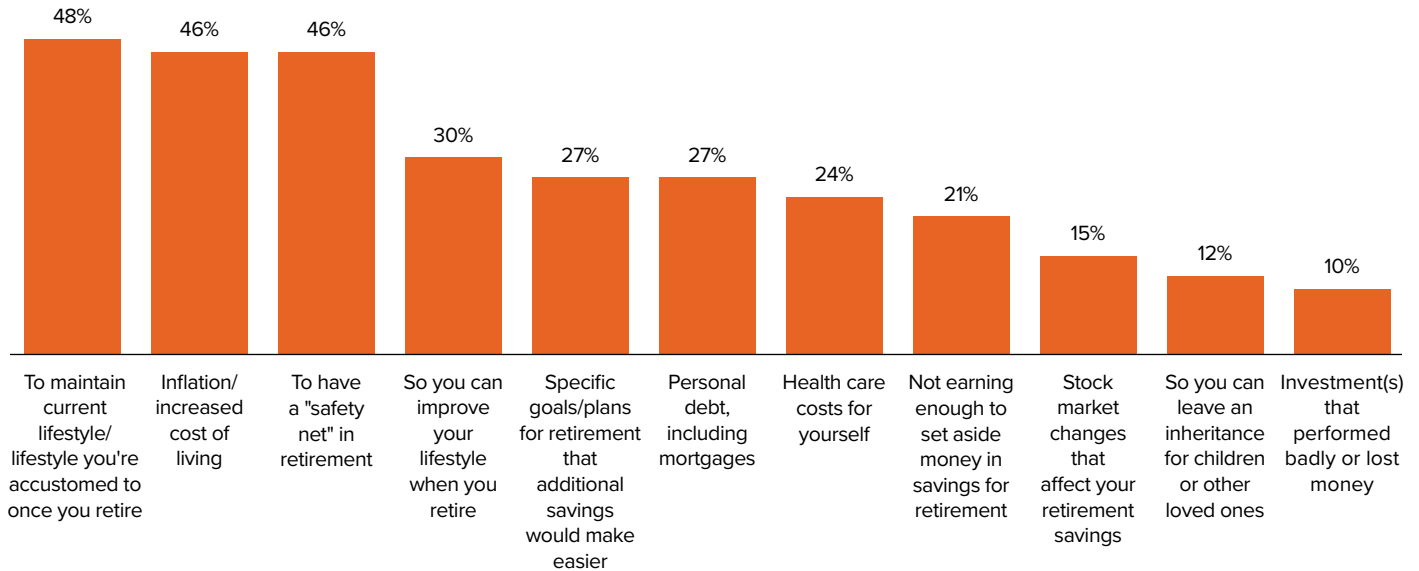 48%
46%
46%
30%
27%
27%
24%
21%
15%
12%
10%
To maintain
current
lifestyle/
lifestyle you're
accustomed to
once you retire
Inflation/
increased
cost of
living
To have
a "safety
net" in
retirement
So you can
improve
your
lifestyle
when you
retire
Specific
goals/plans
for retirement
that
additional
savings
would make
easier
Personal
debt,
including
mortgages
Health care
costs for
yourself
Not earning
enough to
set aside
money in
savings for
retirement
Stock
market
changes
that
affect your
retirement
savings
So you can
leave an
inheritance
for children
or other
loved ones
Investment(s)
that
performed
badly or lost
money